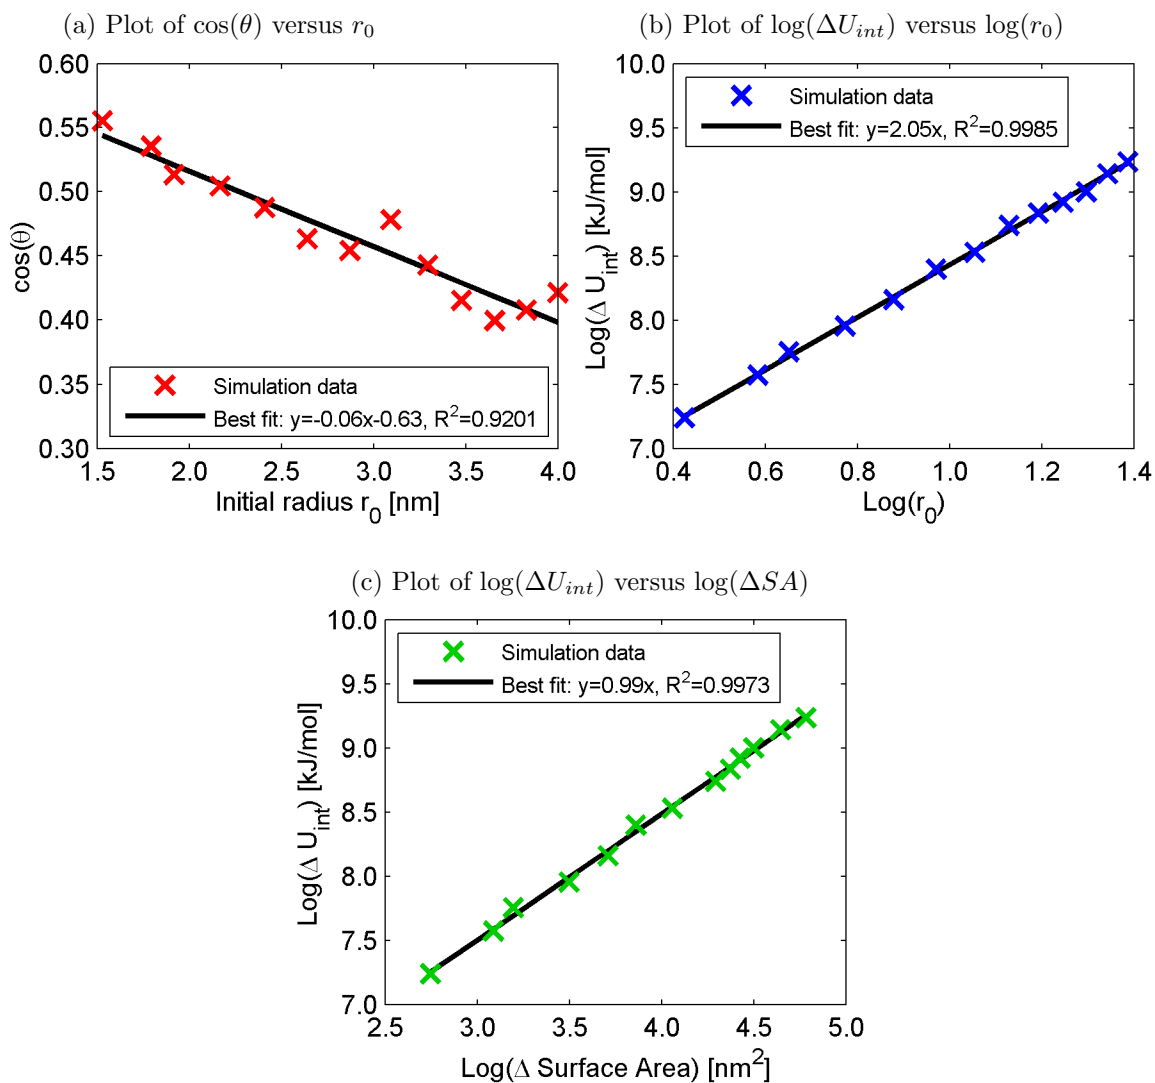 (a) Plot of cos(θ) versus r₀
0.60
0.55
0.50
0.45
0.40
0.35
0.30
cos(θ)
Simulation data
Best fit: y=-0.06x-0.63, R²=0.9201
1.5 2.0 2.5 3.0 3.5 4.0
Initial radius r₀ [nm]
(b) Plot of log(ΔU_int) versus log(r₀)
10.0
9.5
9.0
8.5
8.0
7.5
7.0
Log(Δ U_int) [kJ/mol]
Simulation data
Best fit: y=2.05x, R²=0.9985
0.4 0.6 0.8 1.0 1.2 1.4
Log(r₀)
(c) Plot of log(ΔU_int) versus log(ΔSA)
10.0
9.5
9.0
8.5
8.0
7.5
7.0
Log(Δ U_int) [kJ/mol]
Simulation data
Best fit: y=0.99x, R²=0.9973
2.5 3.0 3.5 4.0 4.5 5.0
Log(Δ Surface Area) [nm²]